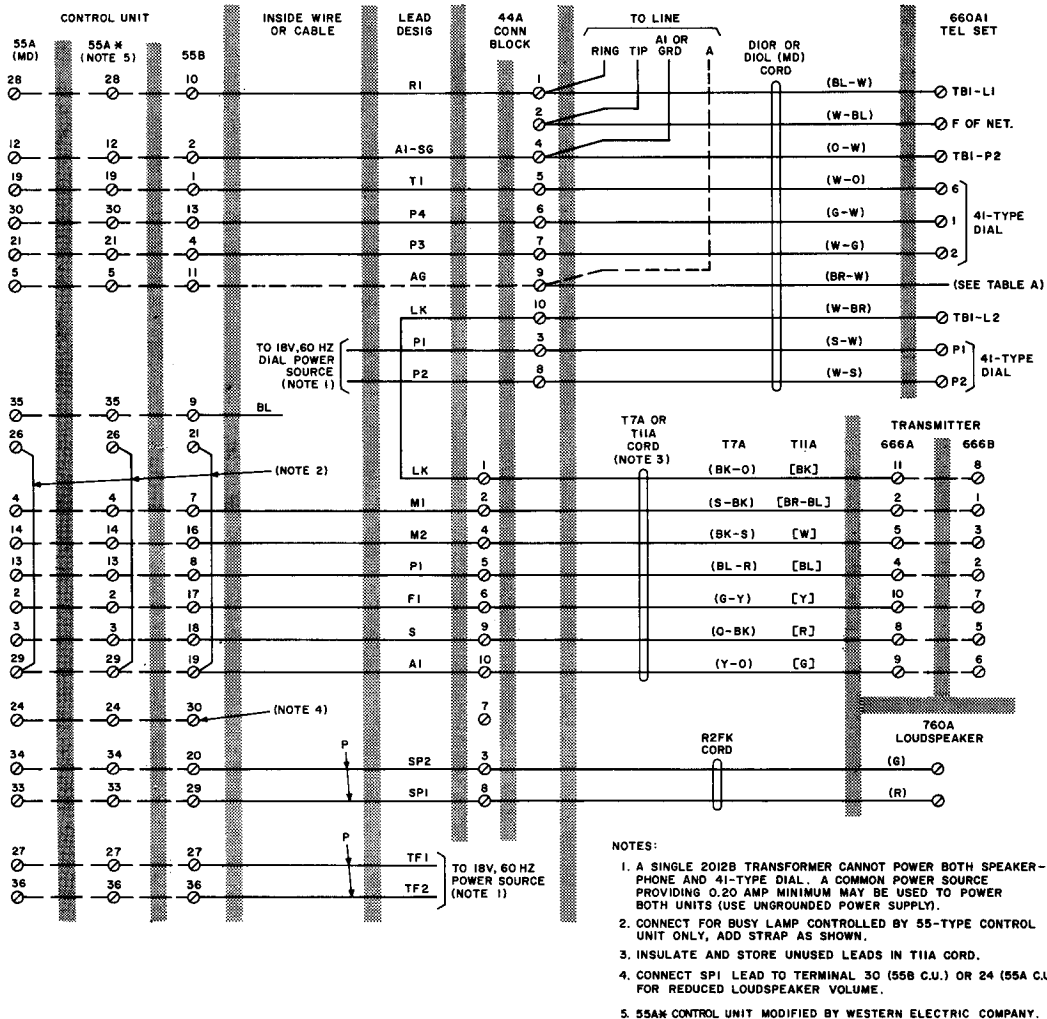 CONTROL UNIT INSIDE WIRE OR CABLE LEAD DESIG 44A CONN BLOCK TO LINE 660A1 TEL SET
55A (MD) 55A* (NOTE 5) 55B RING TIP A1 OR GRD A D10R OR D10L (MD) CORD
28 28 10 R1 1 (BL-W) TB1-L1
2 (W-BL) F OF NET.
12 12 2 A1-SG 4 (O-W) TB1-P2
19 19 1 T1 5 (W-O) 6
30 30 13 P4 6 (G-W) 1 41-TYPE DIAL
21 21 4 P3 7 (W-G) 2
5 5 11 AG 9 (BR-W) (SEE TABLE A)
LK 10 (W-BR) TB1-L2
TO 18V, 60 HZ DIAL POWER SOURCE (NOTE 1)
P1 3 (S-W) P1 41-TYPE DIAL
P2 8 (W-S) P2
35 35 9 BL
26 26 21
(NOTE 2)
T7A OR T11A CORD (NOTE 3) T7A T11A TRANSMITTER 666A 666B
LK 1 (BK-O) [BK] 11 8
4 4 7 M1 2 (S-BK) [BR-BL] 2 1
14 14 16 M2 4 (BK-S) [W] 5 3
13 13 8 P1 5 (BL-R) [BL] 4 2
2 2 17 F1 6 (G-Y) [Y] 10 7
3 3 18 S 9 (O-BK) [R] 8 5
29 29 19 A1 10 (Y-O) [G] 9 6
24 24 30 (NOTE 4) 7
R2FK CORD 760A LOUDSPEAKER
34 34 20 P SP2 3 (G)
33 33 29 SP1 8 (R)
27 27 27 P TF1
36 36 36 TF2
TO 18V, 60 HZ POWER SOURCE (NOTE 1)
NOTES:
1. A SINGLE 2012B TRANSFORMER CANNOT POWER BOTH SPEAKER-
PHONE AND 41-TYPE DIAL. A COMMON POWER SOURCE
PROVIDING 0.20 AMP MINIMUM MAY BE USED TO POWER
BOTH UNITS (USE UNGROUNDED POWER SUPPLY).
2. CONNECT FOR BUSY LAMP CONTROLLED BY 55-TYPE CONTROL
UNIT ONLY, ADD STRAP AS SHOWN.
3. INSULATE AND STORE UNUSED LEADS IN T11A CORD.
4. CONNECT SP1 LEAD TO TERMINAL 30 (55B C.U.) OR 24 (55A C.U
FOR REDUCED LOUDSPEAKER VOLUME.
5. 55A* CONTROL UNIT MODIFIED BY WESTERN ELECTRIC COMPANY.